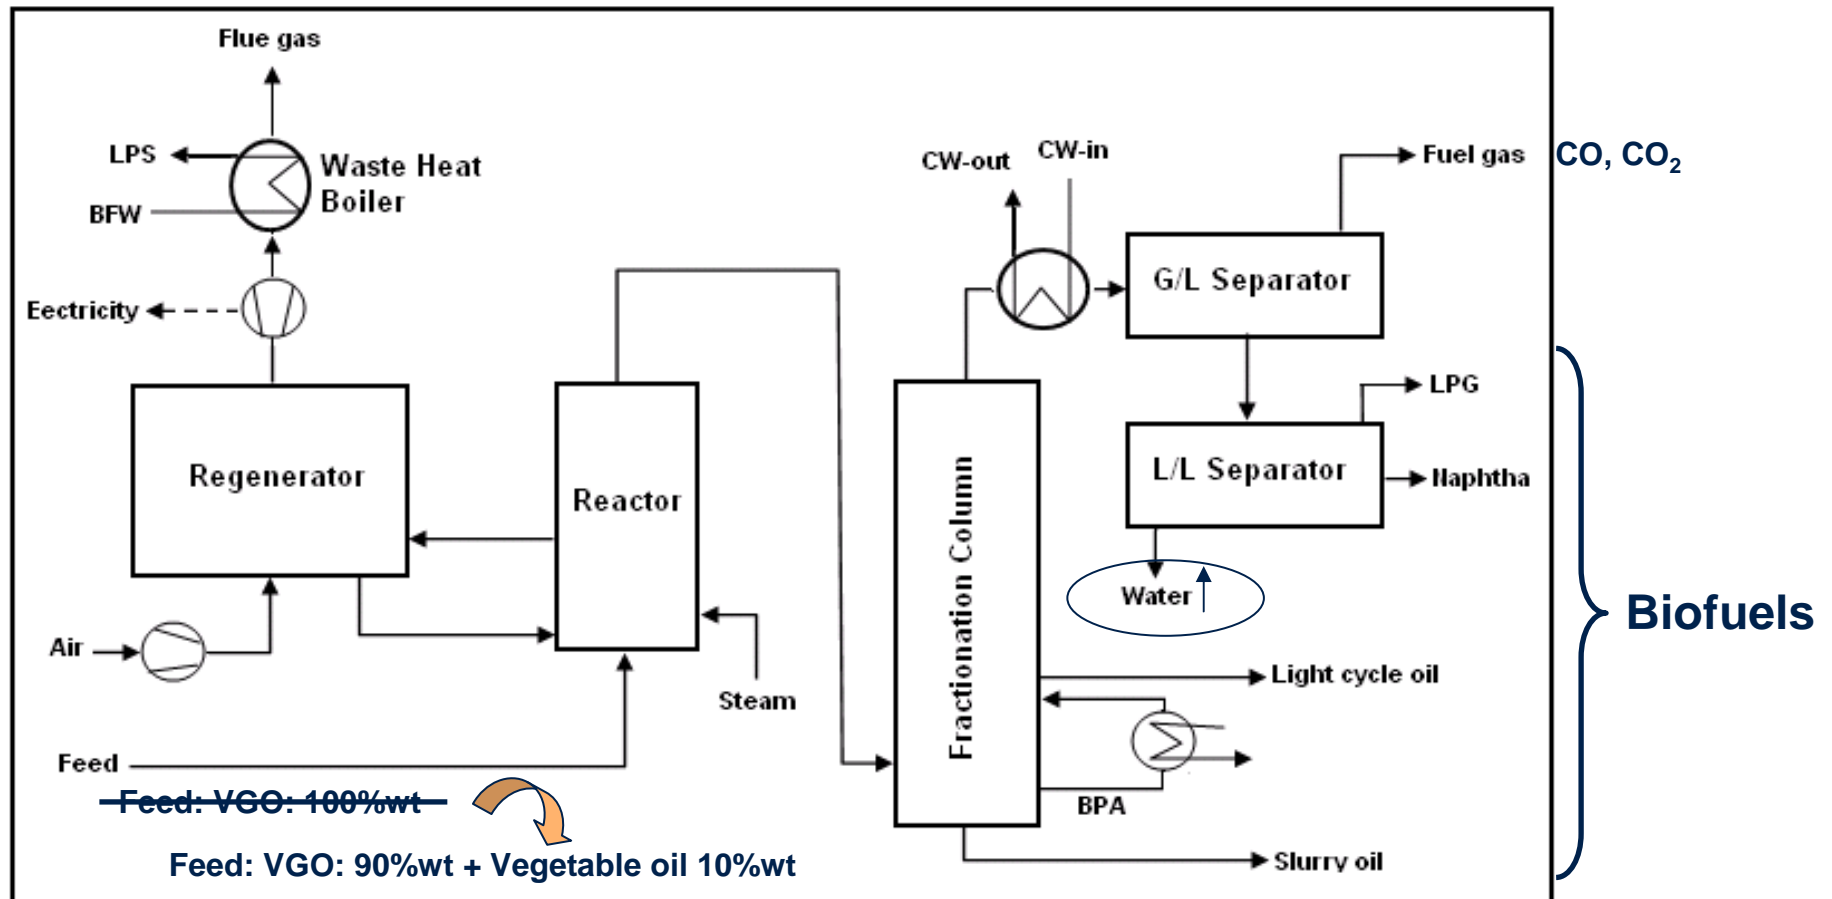 Flue gas
LPS
Waste Heat
Boiler
BFW
Eectricity
Regenerator
Reactor
Air
Steam
Feed
Feed: VGO: 100%wt
Feed: VGO: 90%wt + Vegetable oil 10%wt
CW-out
CW-in
Fuel gas
CO, CO₂
G/L Separator
LPG
L/L Separator
Naphtha
Water
Fractionation Column
Light cycle oil
BPA
Slurry oil
Biofuels